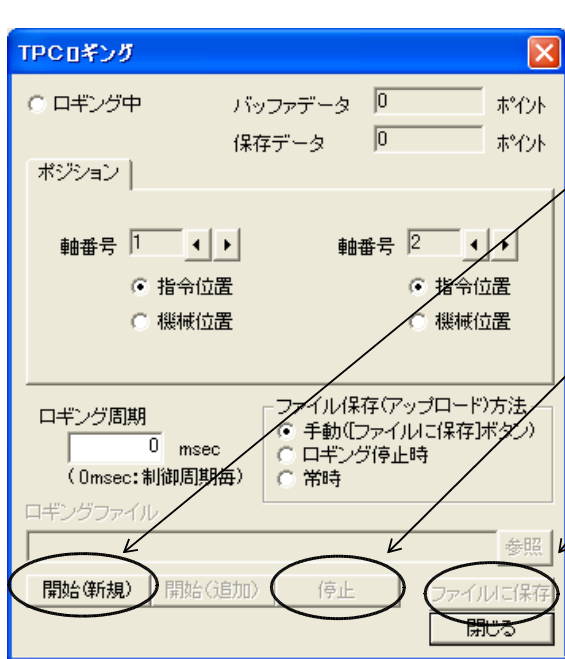 TPCロギング
ロギング中 バッファデータ 0 ポイント
保存データ 0 ポイント
ポジション
軸番号 1 軸番号 2
指令位置 指令位置
機械位置 機械位置
ロギング周期 ファイル保存(アップロード)方法
手動([ファイルに保存]ボタン)
0 msec ロギング停止時
(0msec:制御周期毎) 常時
ロギングファイル
参照
開始(新規) 開始(追加) 停止 ファイルに保存
閉じる